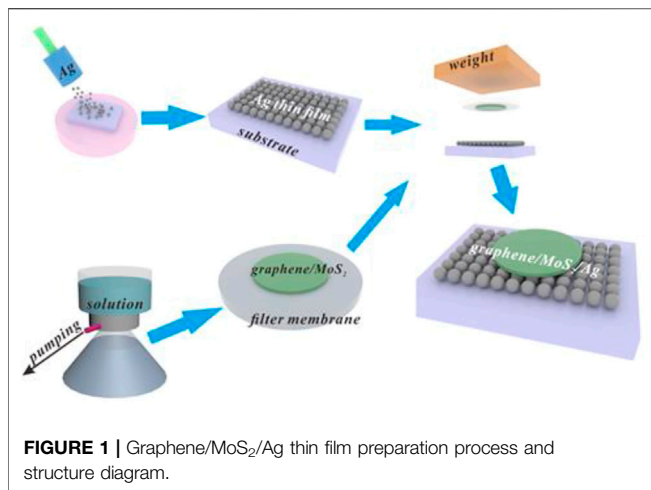 Ag
Ag thin film
substrate
weight
solution
pumping
graphene/MoS₂
filter membrane
graphene/MoS₂/Ag
FIGURE 1 | Graphene/MoS₂/Ag thin film preparation process and
structure diagram.